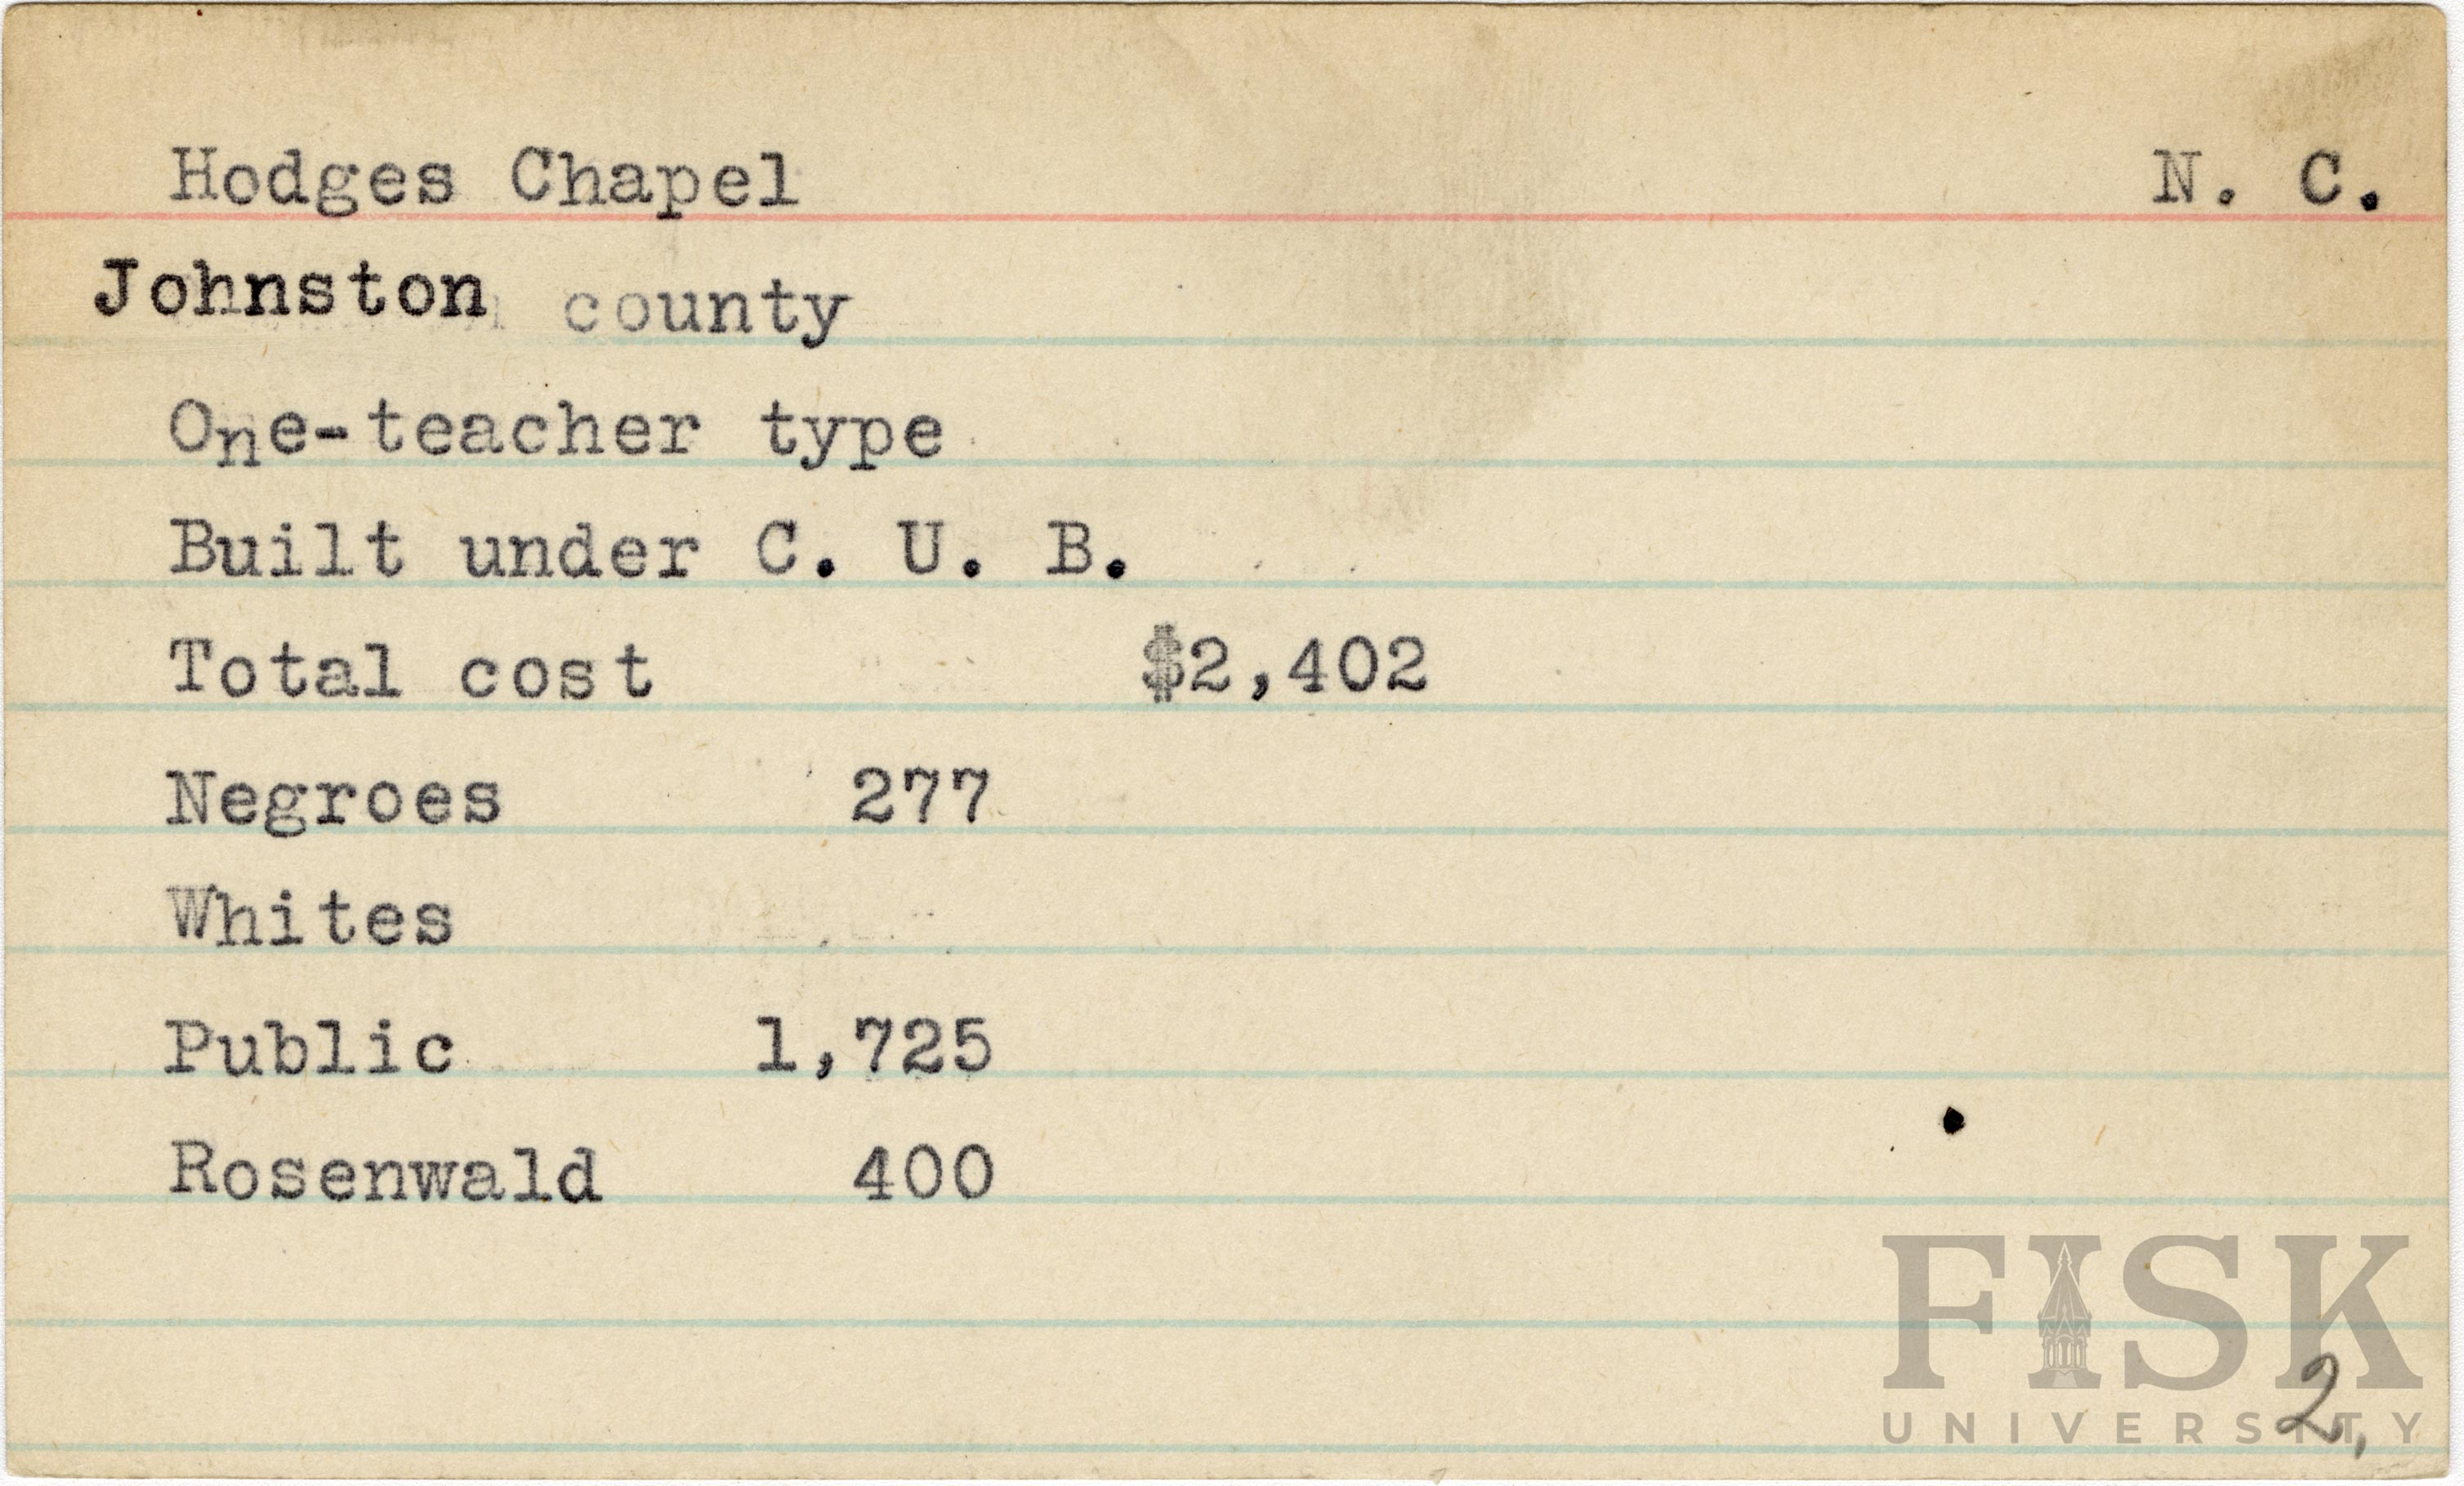 Hodges Chapel N. C.
Johnston county
One-teacher type
Built under C. U. B.
Total cost $2,402
Negroes 277
Whites
Public 1,725
Rosenwald 400
FISK
UNIVERSITY
2,